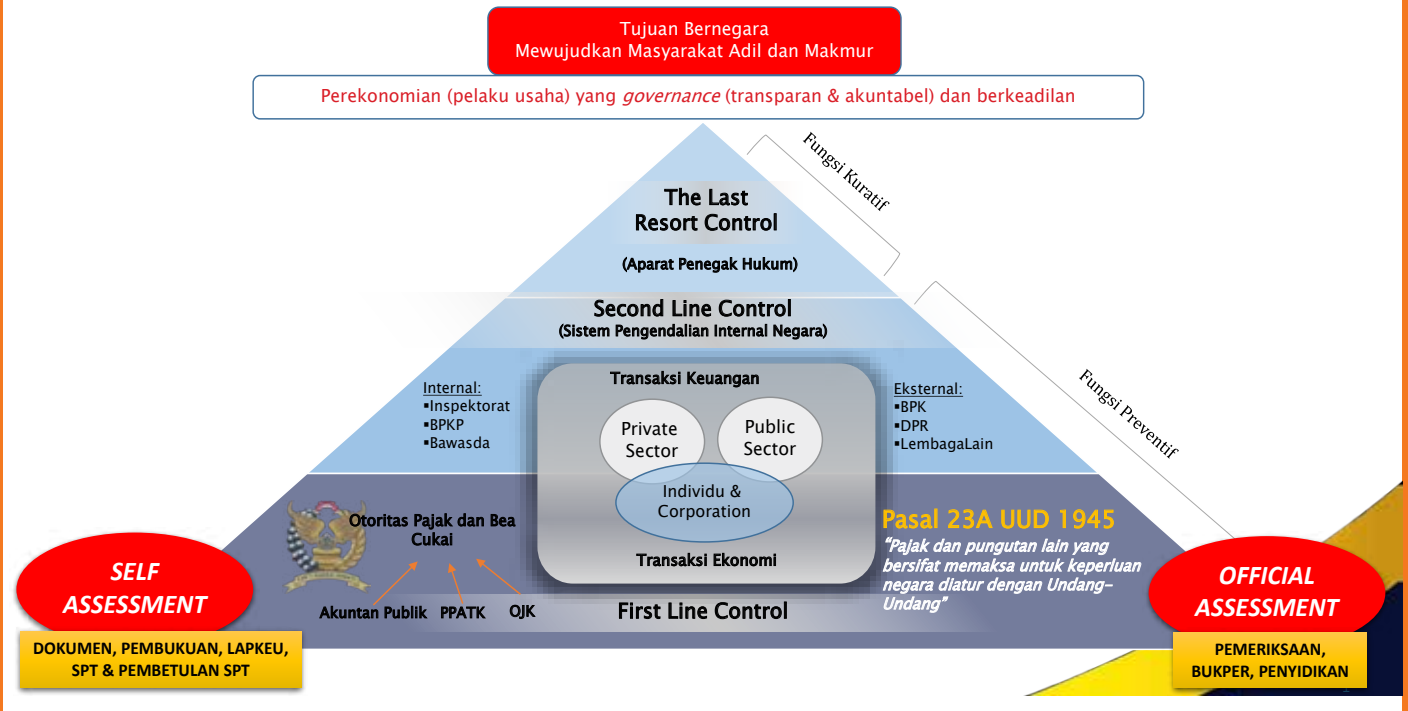 Tujuan Bernegara
Mewujudkan Masyarakat Adil dan Makmur
Perekonomian (pelaku usaha) yang governance (transparan & akuntabel) dan berkeadilan
Fungsi Kuratif
The Last
Resort Control
(Aparat Penegak Hukum)
Second Line Control
(Sistem Pengendalian Internal Negara)
Fungsi Preventif
Internal:
▪Inspektorat
▪BPKP
▪Bawasda
Transaksi Keuangan
Private
Sector
Public
Sector
Individu &
Corporation
Transaksi Ekonomi
Eksternal:
▪BPK
▪DPR
▪LembagaLain
Otoritas Pajak dan Bea
Cukai
Akuntan Publik
PPATK
OJK
First Line Control
Pasal 23A UUD 1945
"Pajak dan pungutan lain yang
bersifat memaksa untuk keperluan
negara diatur dengan Undang-
Undang"
SELF
ASSESSMENT
DOKUMEN, PEMBUKUAN, LAPKEU,
SPT & PEMBETULAN SPT
OFFICIAL
ASSESSMENT
PEMERIKSAAN,
BUKPER, PENYIDIKAN